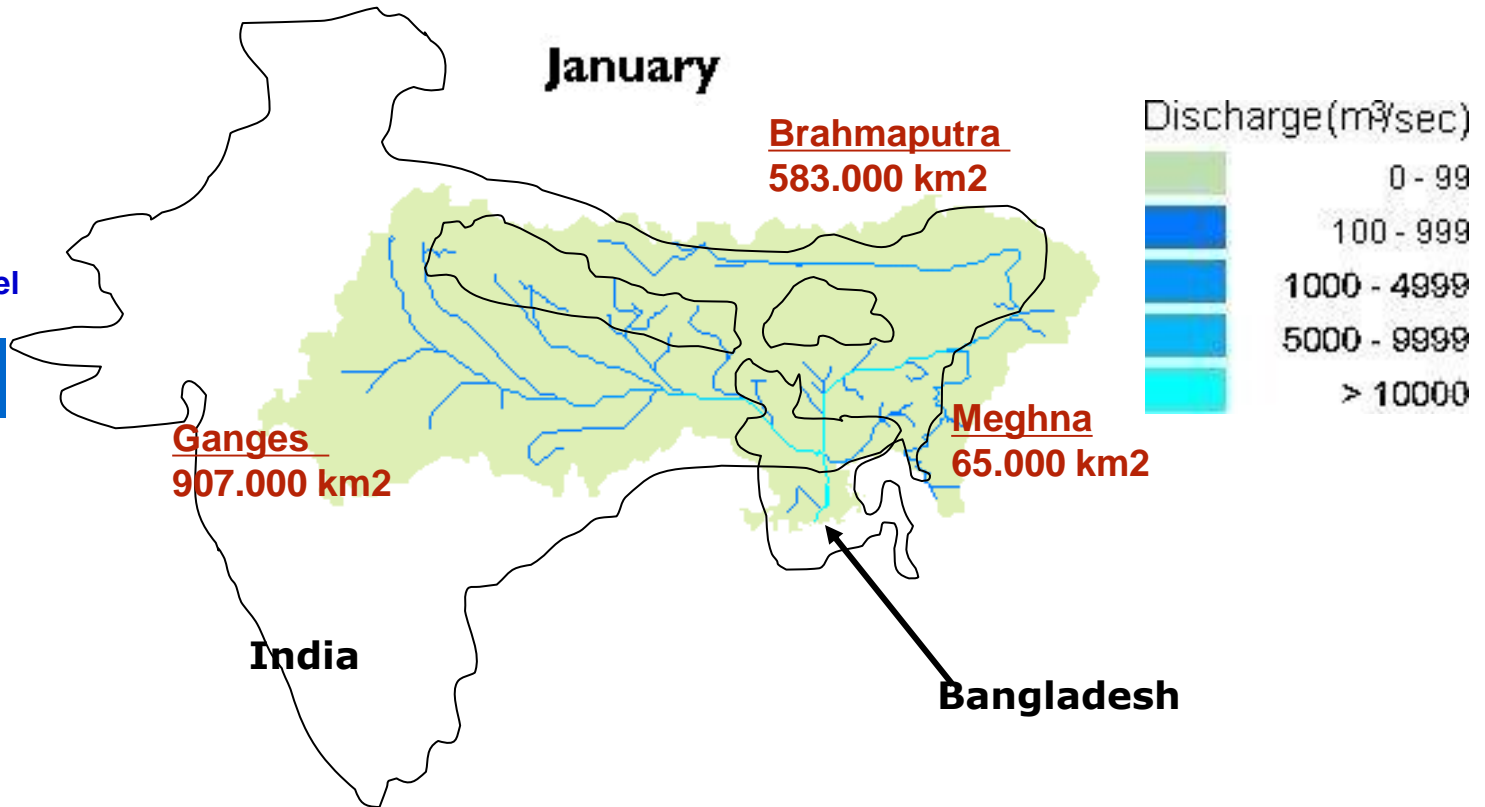 January
Brahmaputra
583.000 km2
Discharge(m3/sec)
0 - 99
100 - 999
1000 - 4999
5000 - 9999
> 10000
el
Ganges
907.000 km2
Meghna
65.000 km2
India
Bangladesh